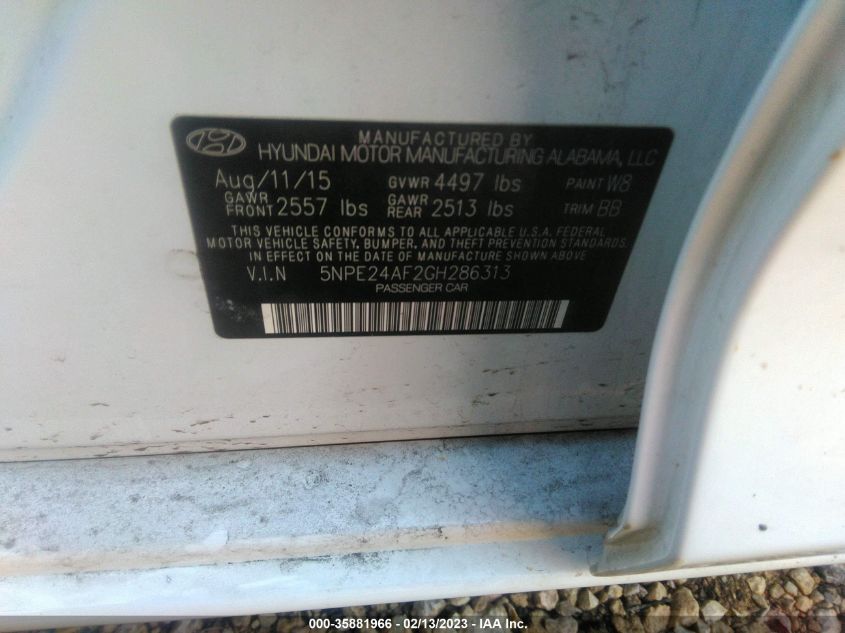 MANUFACTURED BY
HYUNDAI MOTOR MANUFACTURING ALABAMA, LLC
Aug/11/15 GVWR 4497 lbs PAINT W8
GAWR FRONT 2557 lbs GAWR REAR 2513 lbs TRIM BB
THIS VEHICLE CONFORMS TO ALL APPLICABLE U.S.A. FEDERAL
MOTOR VEHICLE SAFETY, BUMPER, AND THEFT PREVENTION STANDARDS
IN EFFECT ON THE DATE OF MANUFACTURE SHOWN ABOVE
V.I.N 5NPE24AF2GH286313
PASSENGER CAR
000-35881966 - 02/13/2023 - IAA Inc.